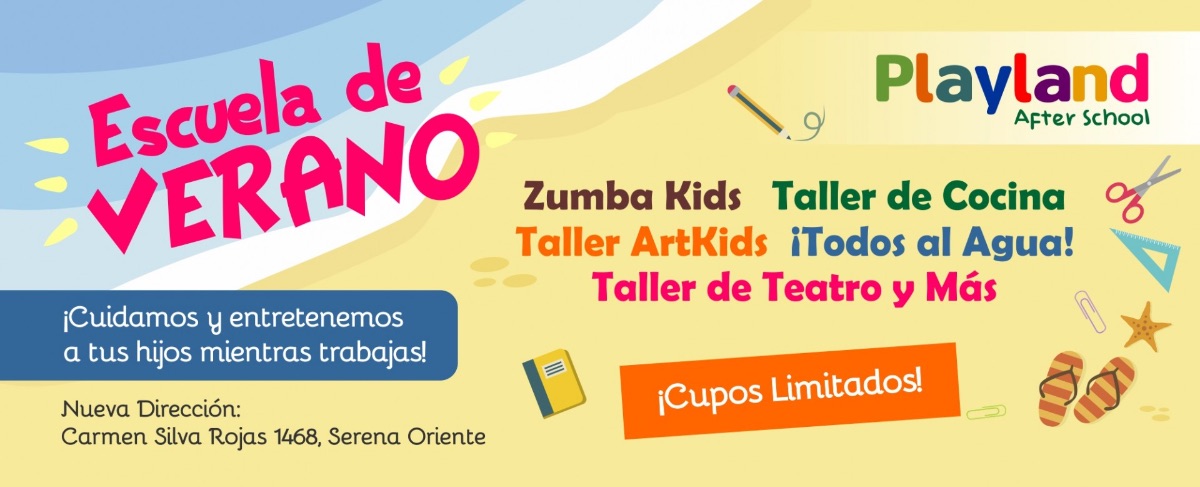 Escuela de
VERANO
¡Cuidamos y entretenemos
a tus hijos mientras trabajas!
Nueva Dirección:
Carmen Silva Rojas 1468, Serena Oriente
Playland
After School
Zumba Kids Taller de Cocina
Taller ArtKids ¡Todos al Agua!
Taller de Teatro y Más
¡Cupos Limitados!